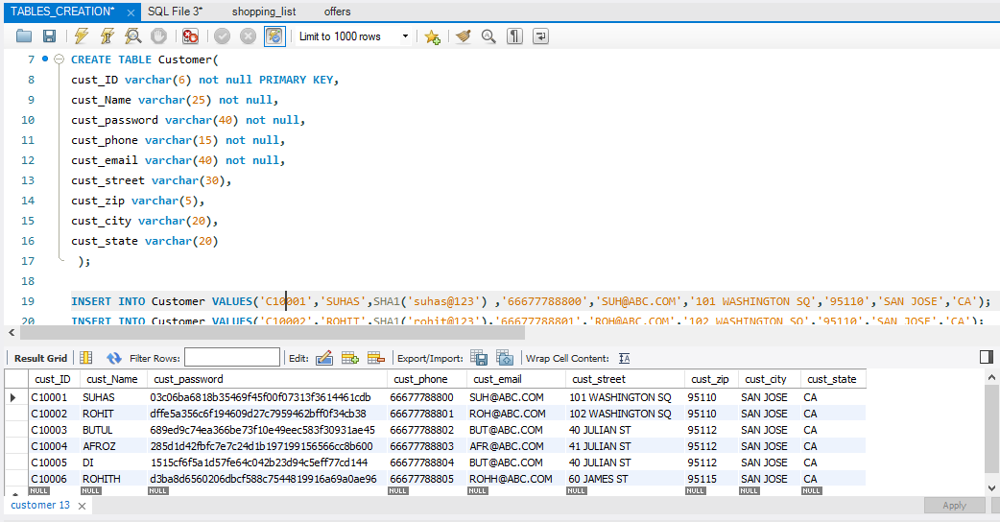 TABLES_CREATION* SQL File 3* shopping_list offers
Limit to 1000 rows
7 CREATE TABLE Customer(
8 cust_ID varchar(6) not null PRIMARY KEY,
9 cust_Name varchar(25) not null,
10 cust_password varchar(40) not null,
11 cust_phone varchar(15) not null,
12 cust_email varchar(40) not null,
13 cust_street varchar(30),
14 cust_zip varchar(5),
15 cust_city varchar(20),
16 cust_state varchar(20)
17 );
18
19 INSERT INTO Customer VALUES('C10001','SUHAS',SHA1('suhas@123') ,'66677788800','SUH@ABC.COM','101 WASHINGTON SQ','95110','SAN JOSE','CA');
20 INSERT INTO Customer VALUES('C10002','ROHIT',SHA1('rohit@123'),'66677788801','ROH@ABC.COM','102 WASHINGTON SQ','95110','SAN JOSE','CA');
Result Grid Filter Rows: Edit: Export/Import: Wrap Cell Content:
cust_ID cust_Name cust_password cust_phone cust_email cust_street cust_zip cust_city cust_state
C10001 SUHAS 03c06ba6818b35469f45f00f07313f3614461cdb 66677788800 SUH@ABC.COM 101 WASHINGTON SQ 95110 SAN JOSE CA
C10002 ROHIT dffe5a356c6f194609d27c7959462bff0f34cb38 66677788801 ROH@ABC.COM 102 WASHINGTON SQ 95110 SAN JOSE CA
C10003 BUTUL 689ed9c74ea366be73f10e49eec583f30931ae45 66677788802 BUT@ABC.COM 40 JULIAN ST 95112 SAN JOSE CA
C10004 AFROZ 285d1d42fbfc7e7c24d1b197199156566cc8b600 66677788803 AFR@ABC.COM 41 JULIAN ST 95112 SAN JOSE CA
C10005 DI 1515cf6f5a1d57fe64c042b23d94c5eff77cd144 66677788804 BUT@ABC.COM 40 JULIAN ST 95112 SAN JOSE CA
C10006 ROHITH d3ba8d6560206dbcf588c7544819916a69a0ae96 66677788805 ROHH@ABC.COM 60 JAMES ST 95115 SAN JOSE CA
NULL NULL NULL NULL NULL NULL NULL NULL NULL
customer 13 Apply